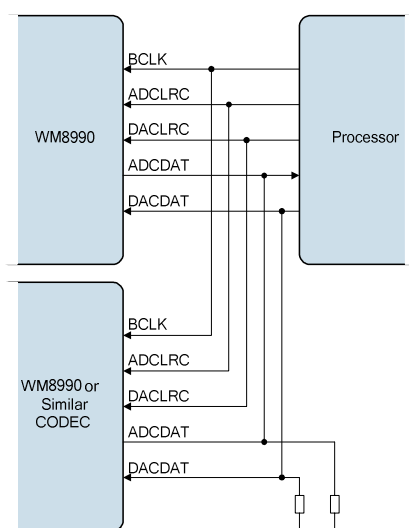 BCLK
ADCLRC
WM8990
DACLRC
Processor
ADCDAT
DACDAT
BCLK
ADCLRC
WM8990 or
Similar
CODEC
DACLRC
ADCDAT
DACDAT